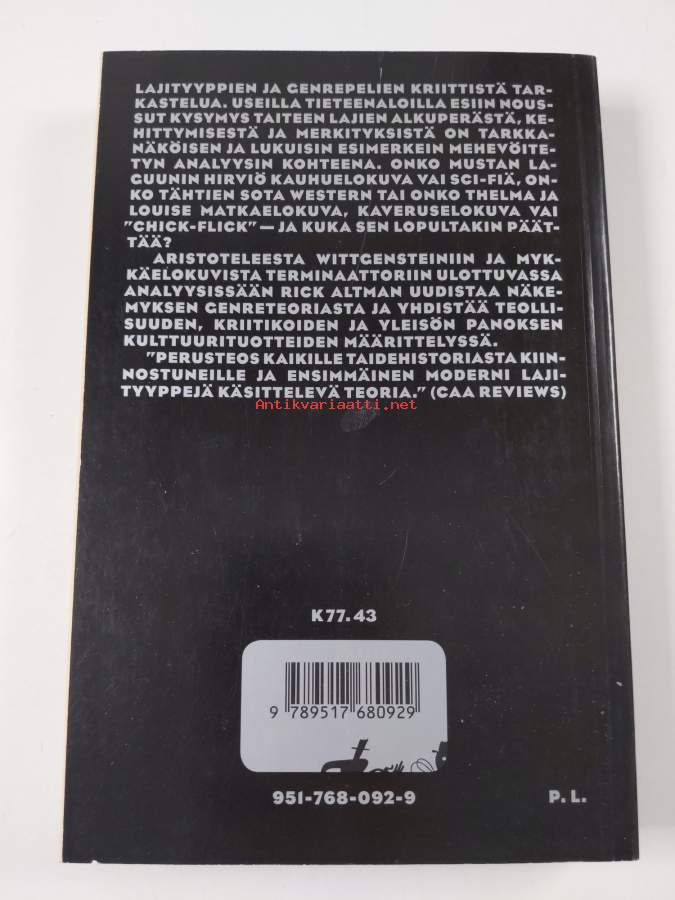 LAJITYYPPIEN JA GENREPELIEN KRIITTISTÄ TAR-
KASTELUA. USEILLA TIETEENALOILLA ESIIN NOUS-
SUT KYSYMYS TAITEEN LAJIEN ALKUPERÄSTÄ, KE-
HITTYMISESTÄ JA MERKITYKSISTÄ ON TARKKA-
NÄKÖISEN JA LUKUISIN ESIMERKEIN MEHEVÖITE-
TYN ANALYYSIN KOHTEENA. ONKO MUSTAN LA-
GUUNIN HIRVIÖ KAUHUELOKUVA VAI SCI-FIÄ, ON-
KO TÄHTIEN SOTA WESTERN TAI ONKO THELMA JA
LOUISE MATKAELOKUVA, KAVERUSELOKUVA VAI
"CHICK-FLICK" — JA KUKA SEN LOPULTAKIN PÄÄT-
TÄÄ?
ARISTOTELEESTA WITTGENSTEINIIN JA MYK-
KÄELOKUVISTA TERMINAATTORIIN ULOTTUVASSA
ANALYYSISSÄÄN RICK ALTMAN UUDISTAA NÄKE-
MYKSEN GENRETEORIASTA JA YHDISTÄÄ TEOLLI-
SUUDEN, KRIITIKOIDEN JA YLEISÖN PANOKSEN
KULTTUURITUOTTEIDEN MÄÄRITTELYSSÄ.
"PERUSTEOS KAIKILLE TAIDEHISTORIASTA KIIN-
NOSTUNEILLE JA ENSIMMÄINEN MODERNI LAJI-
TYYPPEJÄ KÄSITTELEVÄ TEORIA." (CAA REVIEWS)
Antikvariaatti.net
K77.43
9 789517 680929
951-768-092-9
P. L.